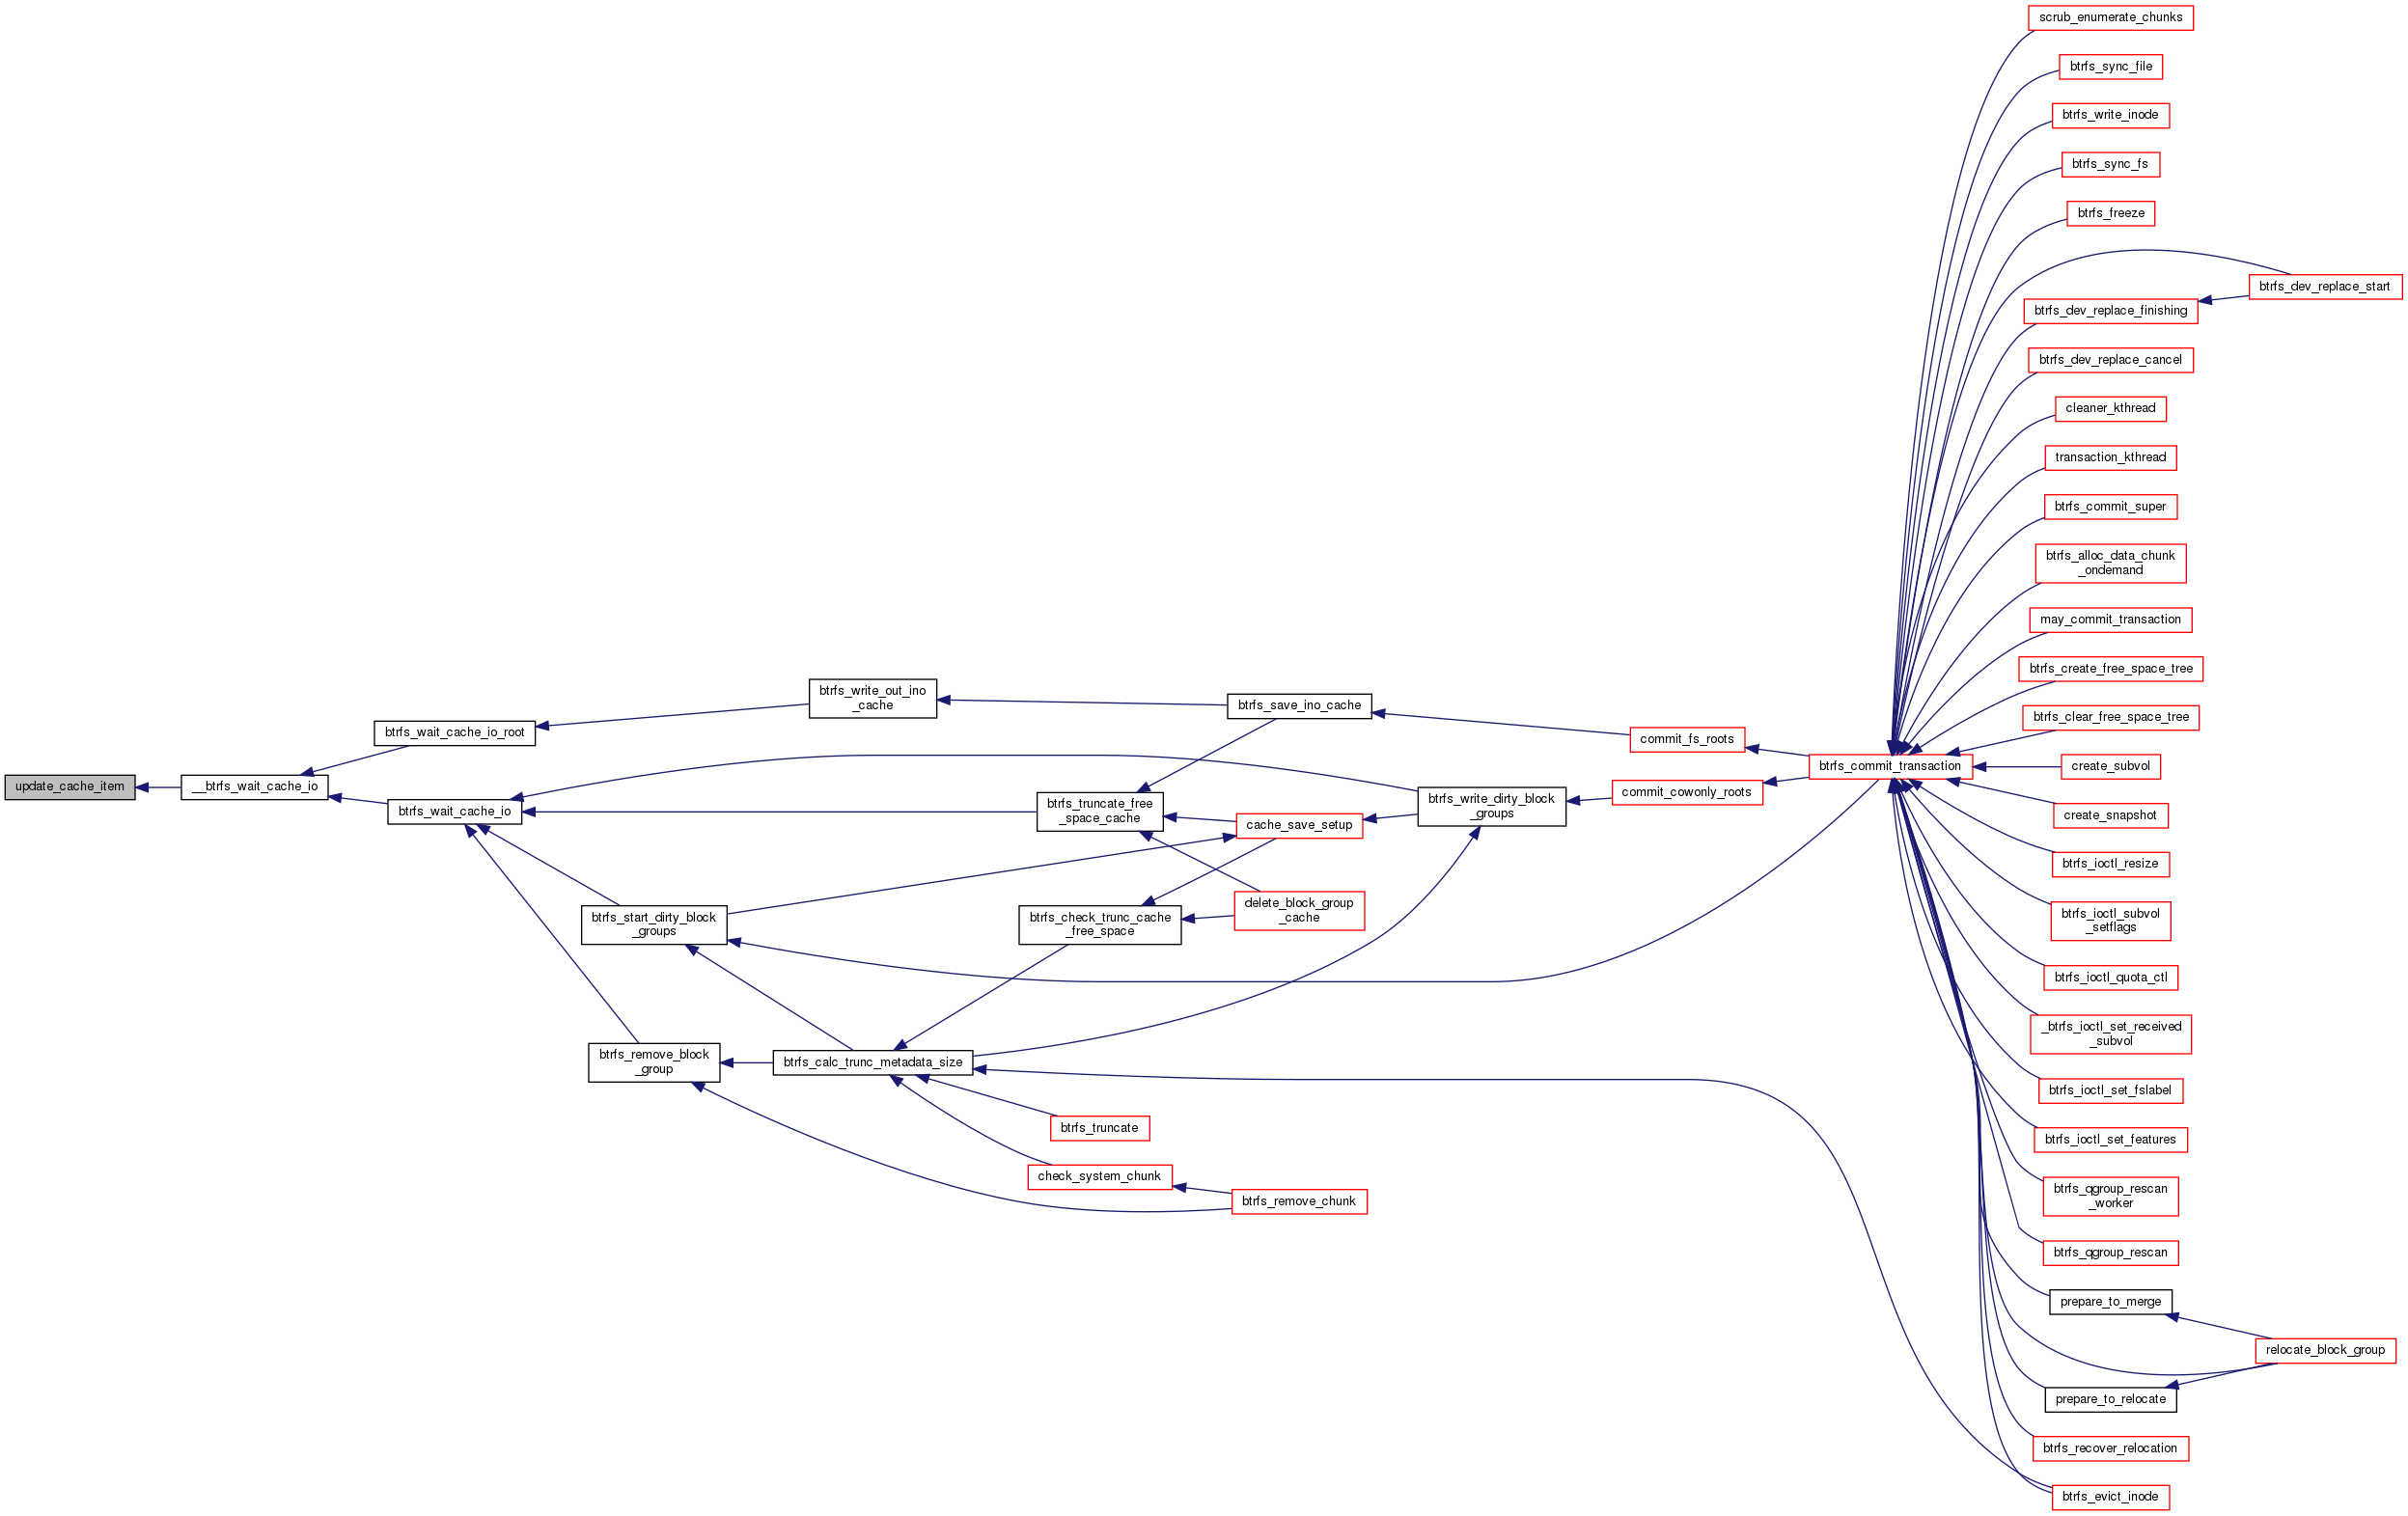 scrub_enumerate_chunks
btrfs_sync_file
btrfs_write_inode
btrfs_sync_fs
btrfs_freeze
btrfs_dev_replace_start
btrfs_dev_replace_finishing
btrfs_dev_replace_cancel
cleaner_kthread
transaction_kthread
btrfs_commit_super
btrfs_alloc_data_chunk
_ondemand
may_commit_transaction
btrfs_create_free_space_tree
btrfs_clear_free_space_tree
create_subvol
create_snapshot
btrfs_ioctl_resize
btrfs_ioctl_subvol
_setflags
btrfs_ioctl_quota_ctl
_btrfs_ioctl_set_received
_subvol
btrfs_ioctl_set_fslabel
btrfs_ioctl_set_features
btrfs_qgroup_rescan
_worker
btrfs_qgroup_rescan
prepare_to_merge
relocate_block_group
prepare_to_relocate
btrfs_recover_relocation
btrfs_evict_inode
btrfs_commit_transaction
commit_fs_roots
commit_cowonly_roots
btrfs_write_dirty_block
_groups
btrfs_save_ino_cache
cache_save_setup
delete_block_group
_cache
btrfs_remove_chunk
btrfs_truncate_free
_space_cache
btrfs_check_trunc_cache
_free_space
btrfs_truncate
check_system_chunk
btrfs_write_out_ino
_cache
btrfs_calc_trunc_metadata_size
btrfs_start_dirty_block
_groups
btrfs_remove_block
_group
btrfs_wait_cache_io_root
btrfs_wait_cache_io
__btrfs_wait_cache_io
update_cache_item